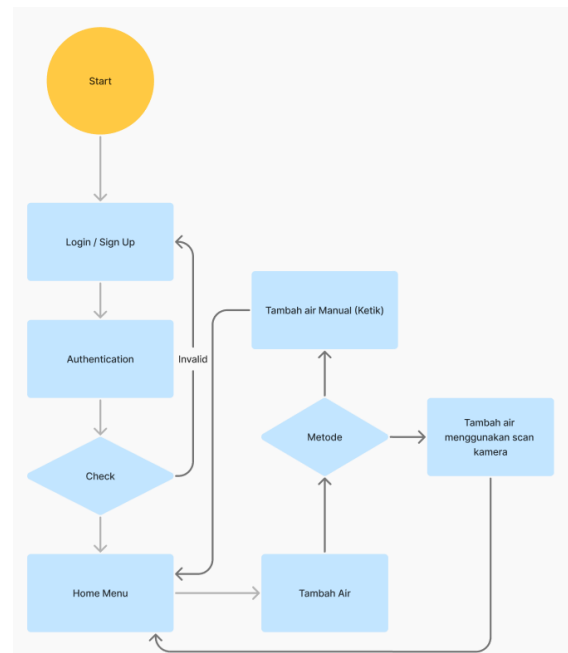 Start
Login / Sign Up
Authentication
Invalid
Check
Home Menu
Tambah air Manual (Ketik)
Metode
Tambah air
menggunakan scan
kamera
Tambah Air